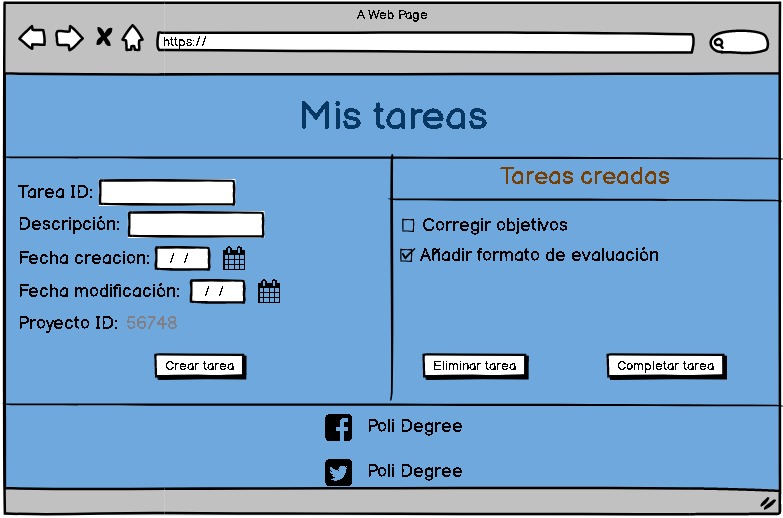 A Web Page
https://
Mis tareas
Tarea ID:
Descripción:
Fecha creacion: / /
Fecha modificación: / /
Proyecto ID: 56748
Crear tarea
Tareas creadas
Corregir objetivos
Añadir formato de evaluación
Eliminar tarea
Completar tarea
Poli Degree
Poli Degree